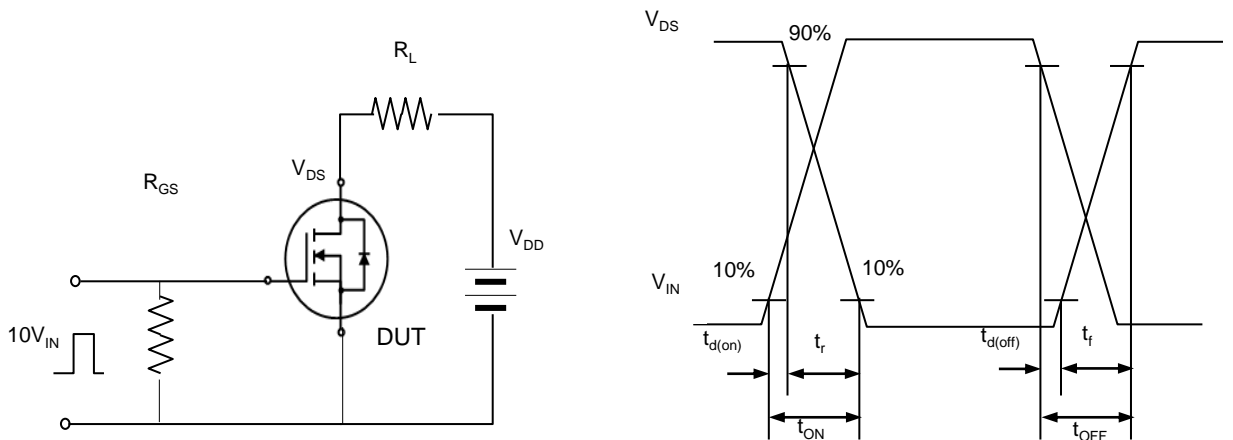 R_L
V_DS
R_GS
V_DD
10V_IN
DUT
V_DS
90%
10%
10%
V_IN
t_d(on)
t_r
t_d(off)
t_f
t_ON
t_OFF